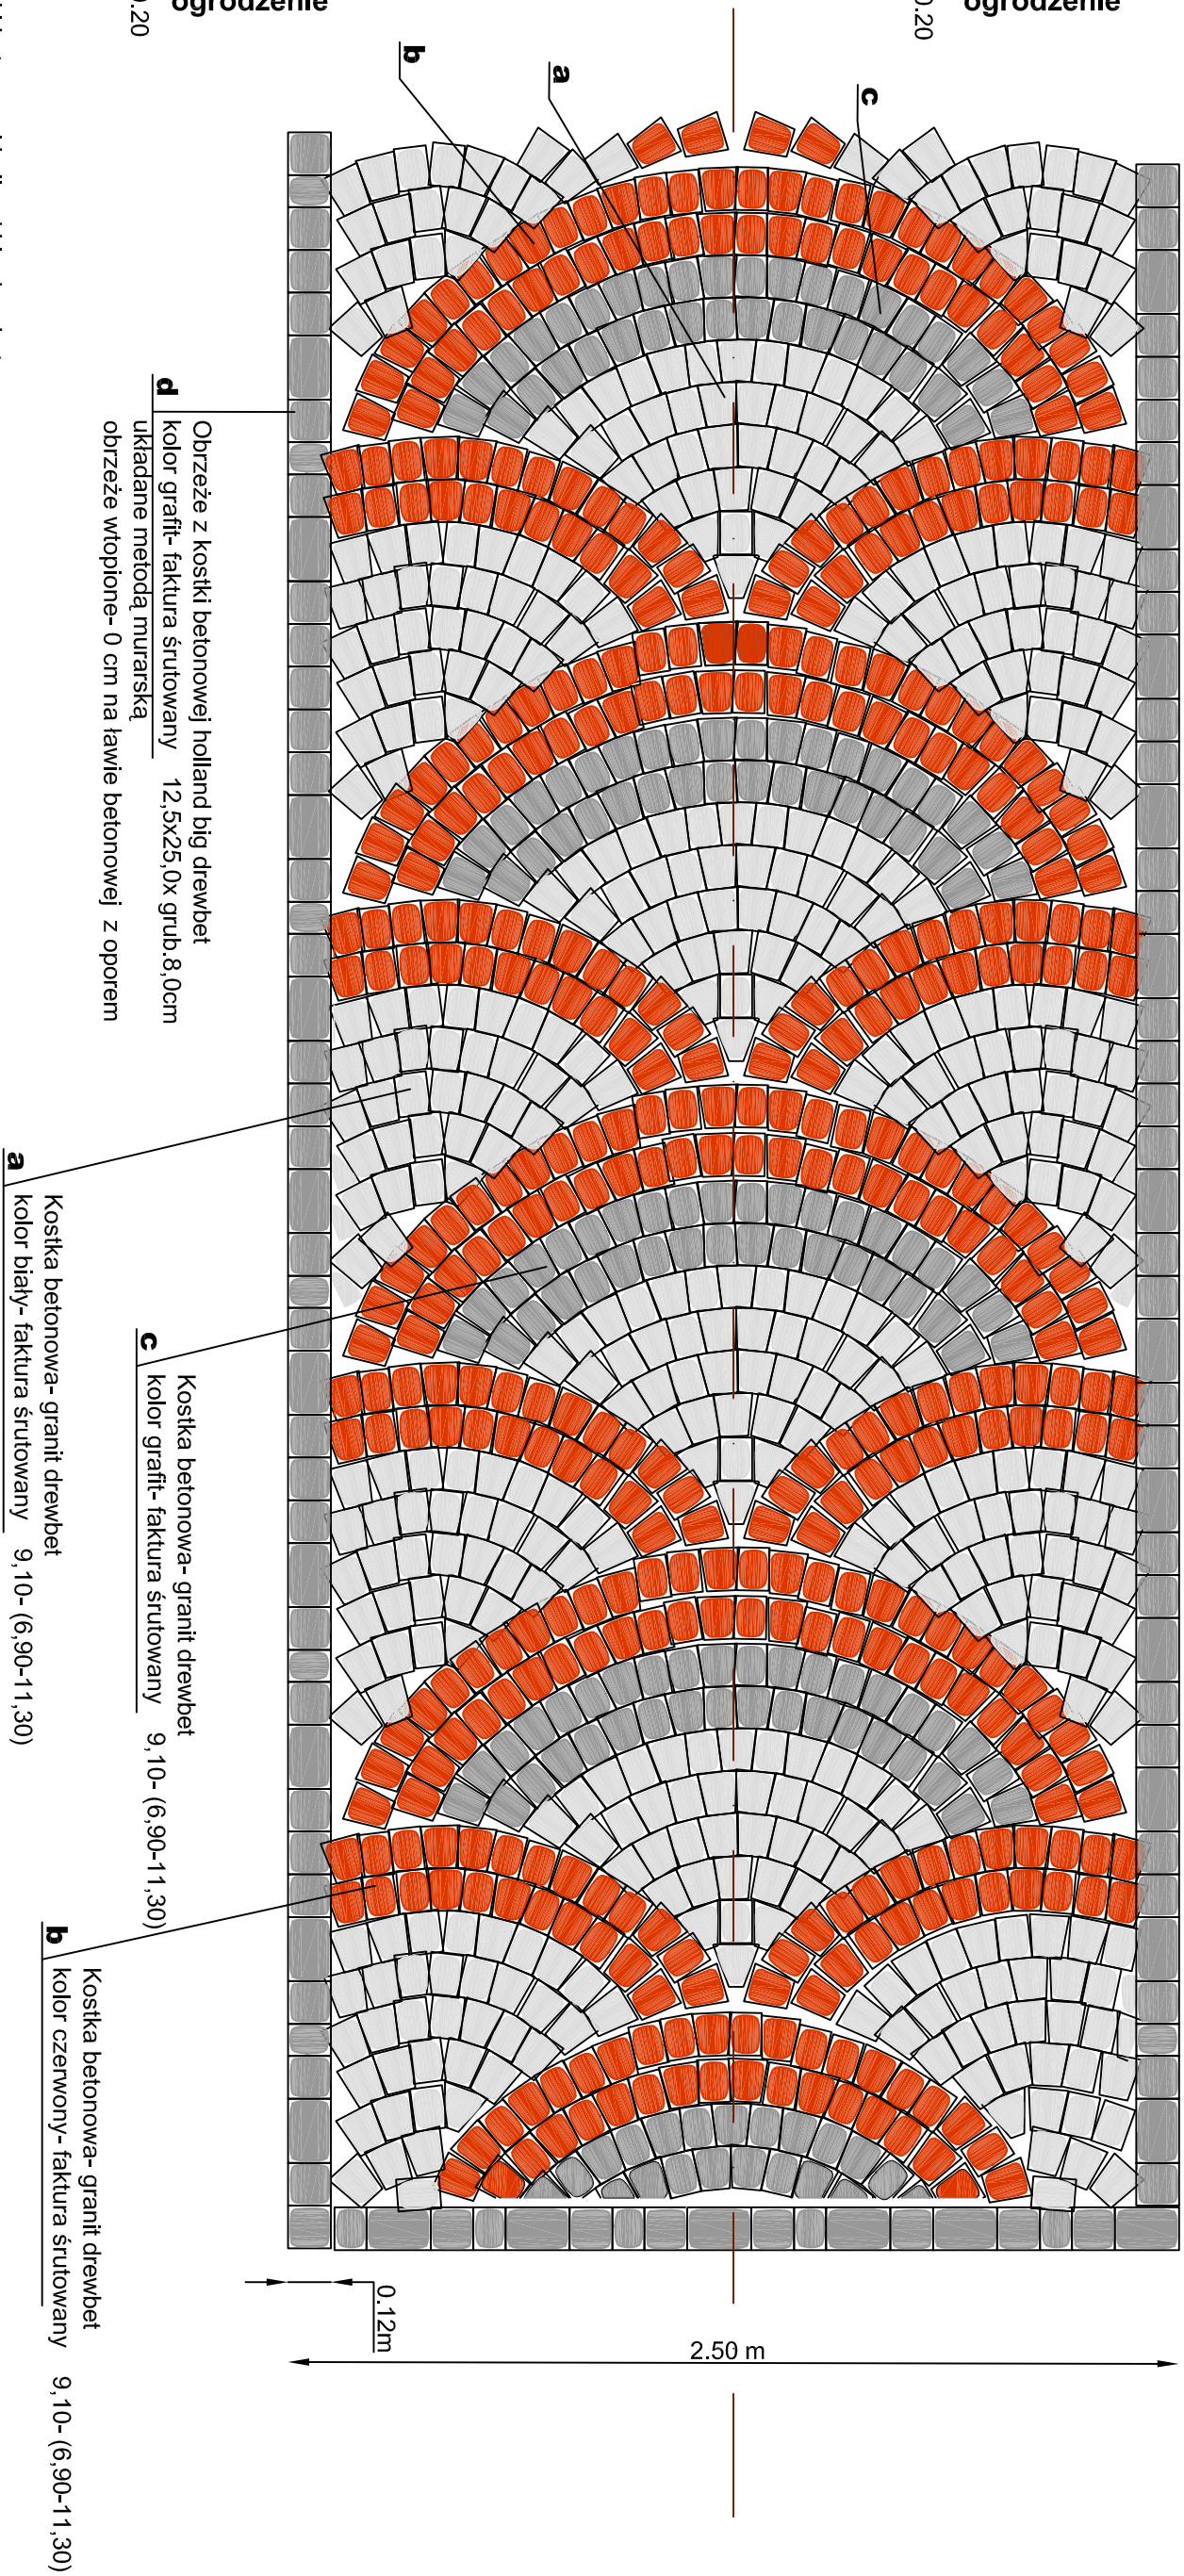 ogrodzenie
ogrodzenie
0.20
b
a
c
d
Obrzeże z kostki betonowej holland big drewbet
kolor grafit- faktura śrutowany 12,5x25,0x grub.8,0cm
układane metodą murarską
obrzeże wtopione- 0 cm na ławie betonowej z oporem
a
Kostka betonowa- granit drewbet
kolor biały- faktura śrutowany 9,10- (6,90-11,30)
c
Kostka betonowa- granit drewbet
kolor grafit- faktura śrutowany 9,10- (6,90-11,30)
b
Kostka betonowa- granit drewbet
kolor czerwony- faktura śrutowany 9,10- (6,90-11,30)
0.12m
2.50 m